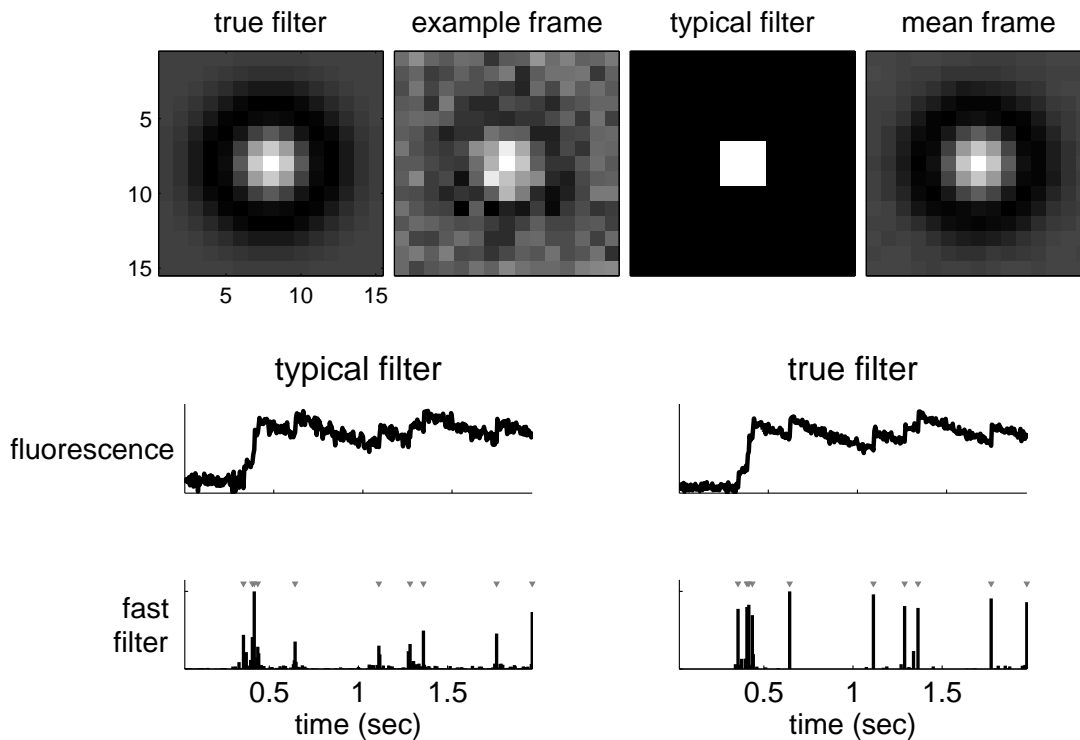 true filter
example frame
typical filter
mean frame
5
10
15
5
10
15
typical filter
true filter
fluorescence
fast
filter
0.5
1
1.5
0.5
1
1.5
time (sec)
time (sec)